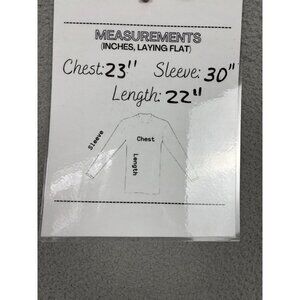 MEASUREMENTS
(INCHES, LAYING FLAT)
Chest: 23" Sleeve: 30"
Length: 22"
Sleeve
Chest
Length